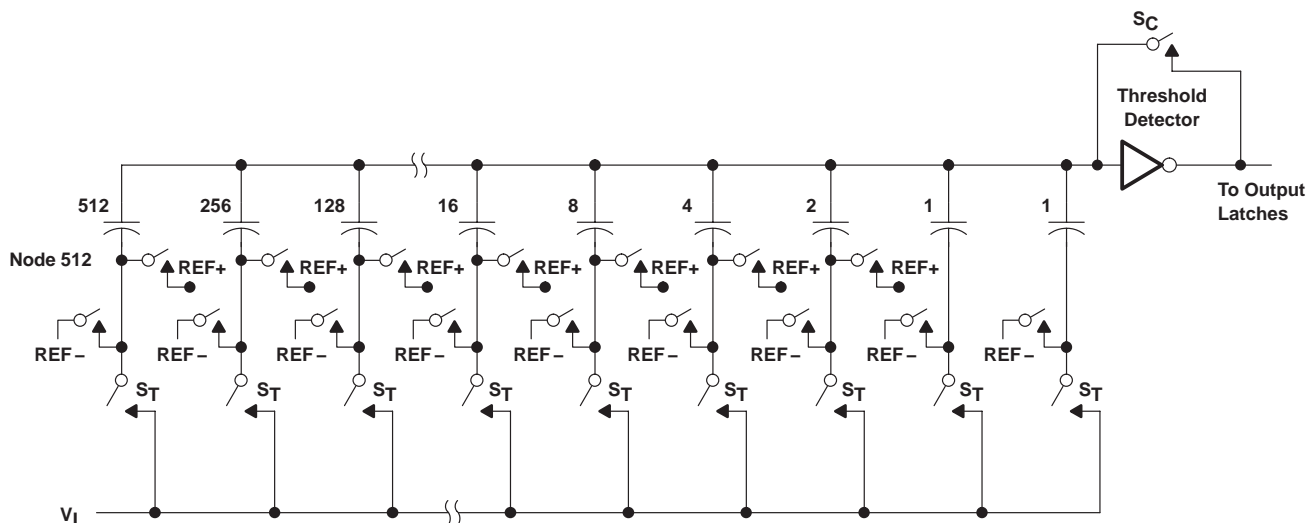 SC
Threshold
Detector
To Output
Latches
512 256 128 16 8 4 2 1 1
Node 512 REF+ REF+ REF+ REF+ REF+ REF+ REF+
REF− REF− REF− REF− REF− REF− REF− REF− REF−
ST ST ST ST ST ST ST ST ST
VI